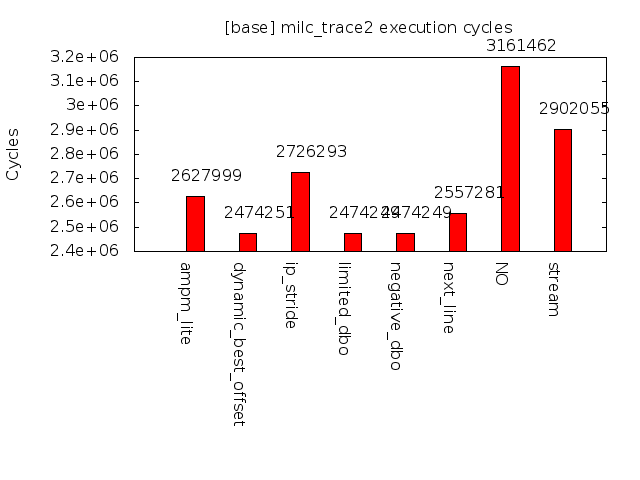 [base] milc_trace2 execution cycles
Cycles
3.2e+06
3.1e+06
3e+06
2.9e+06
2.8e+06
2.7e+06
2.6e+06
2.5e+06
2.4e+06
2627999
2474251
2726293
2474249
2474249
2557281
3161462
2902055
ampm_lite
dynamic_best_offset
ip_stride
limited_dbo
negative_dbo
next_line
NO
stream